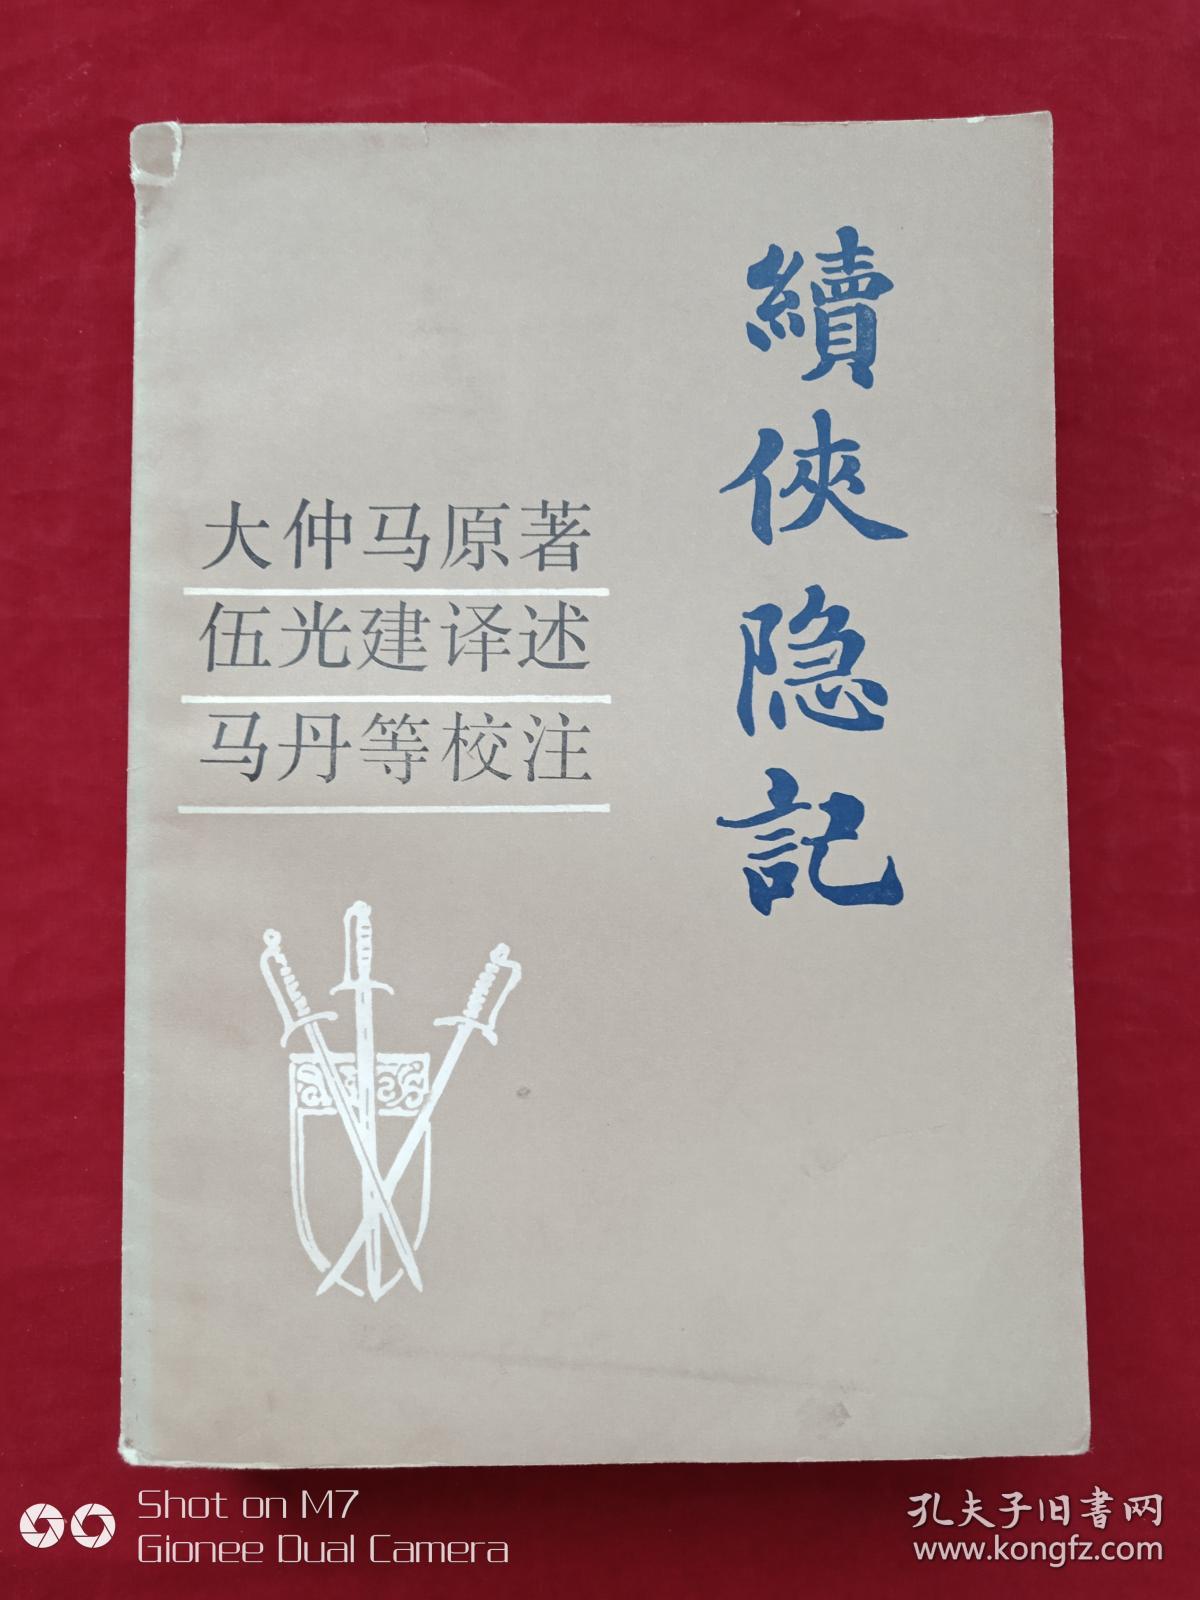 續俠隐記
大仲马原著
伍光建译述
马丹等校注
Shot on M7
Gionee Dual Camera
孔夫子旧书网
www.kongfz.com